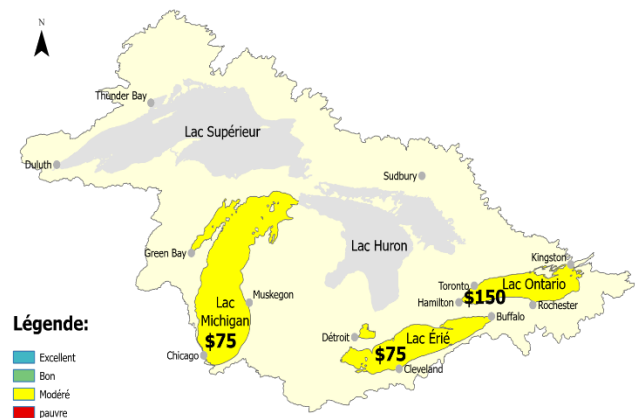 N
Thunder Bay
Lac Supérieur
Duluth
Sudbury
Green Bay
Lac Huron
Kingston
Toronto
Lac Ontario
Hamilton
$150
Rochester
Muskegon
Lac
Michigan
$75
Buffalo
Détroit
Lac Érié
$75
Chicago
Cleveland
Légende:
Excellent
Bon
Modéré
pauvre